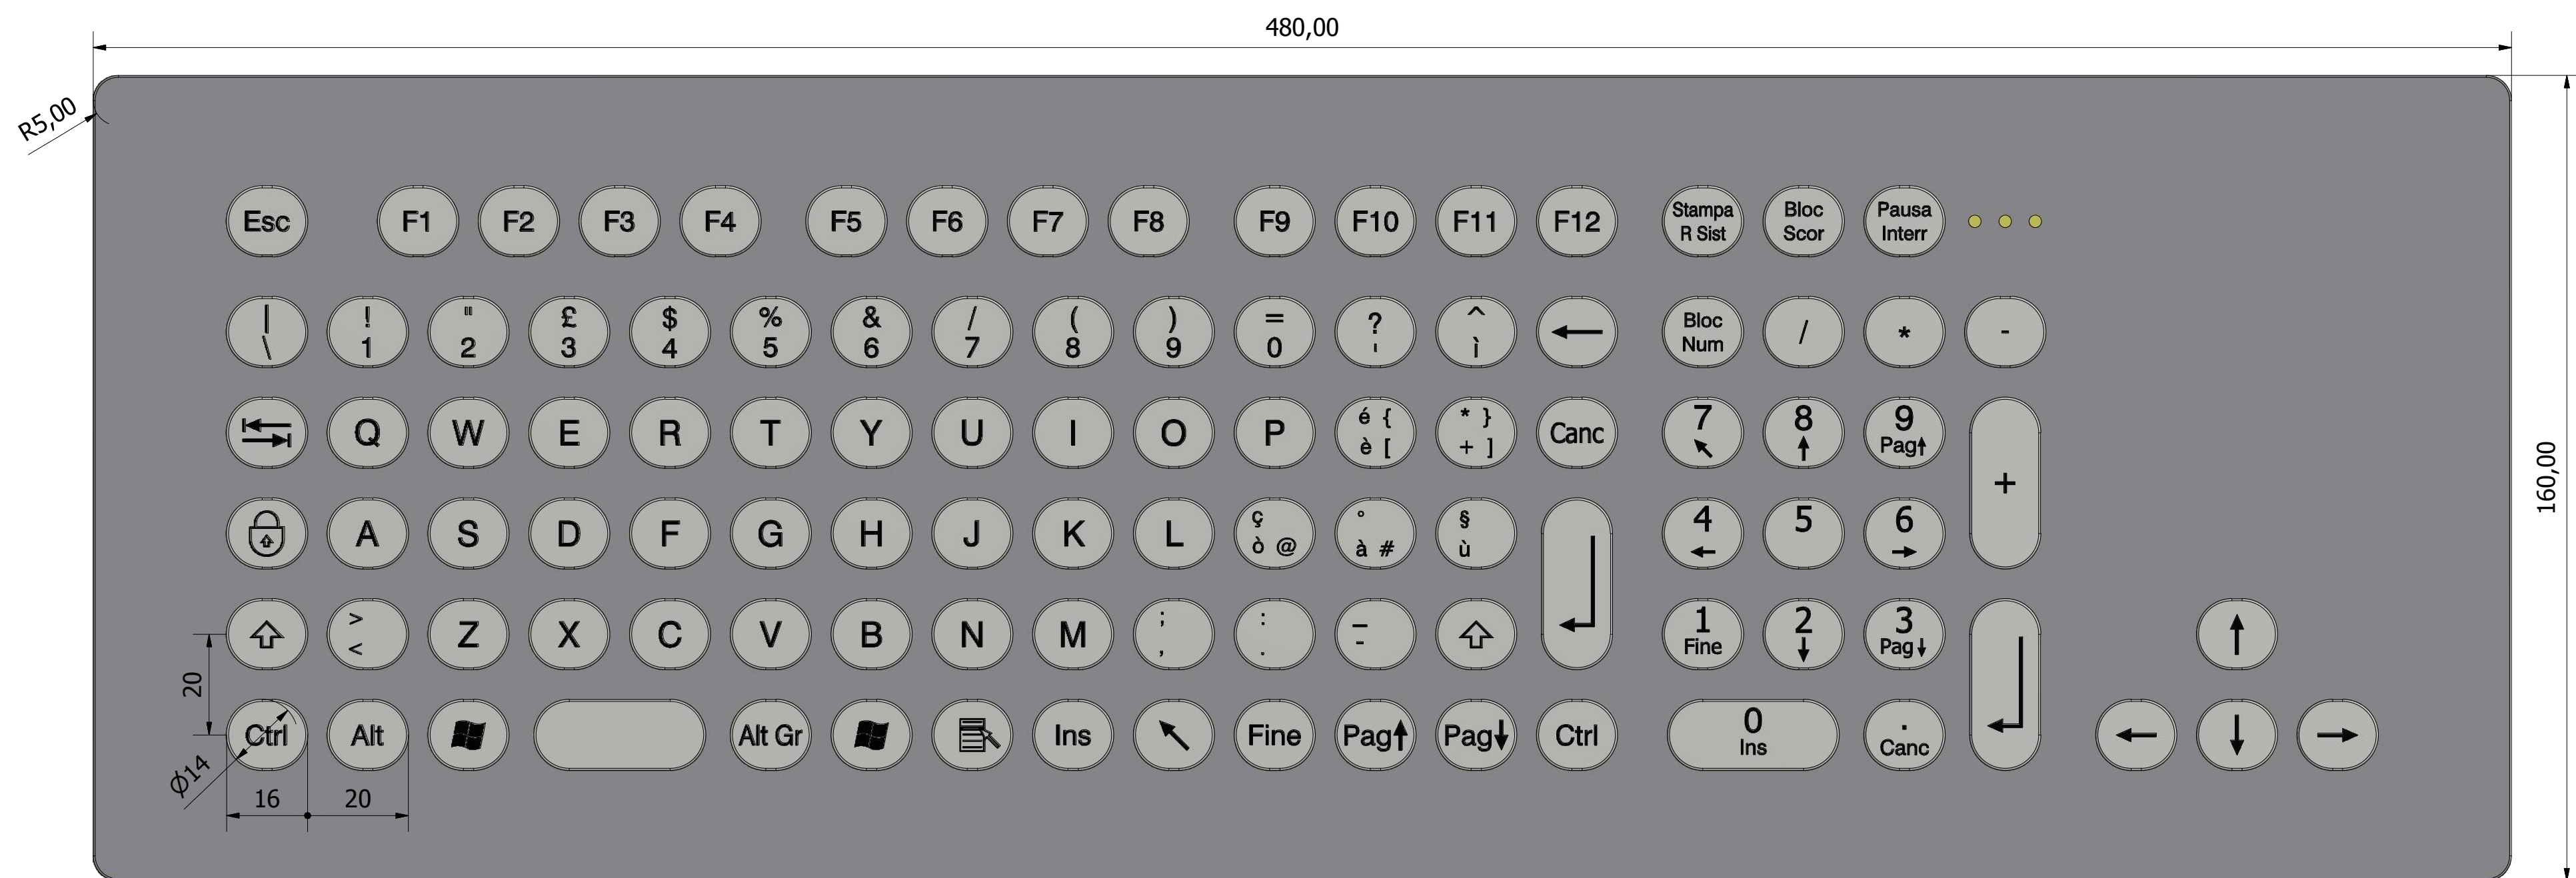 480,00
R5,00
160,00
Esc F1 F2 F3 F4 F5 F6 F7 F8 F9 F10 F11 F12 Stampa Bloc Pausa
R Sist Scor Interr
| ! " £ $ % & / ( ) = ? ^ ← Bloc / * -
\ 1 2 3 4 5 6 7 8 9 0 ' ì Num
Q W E R T Y U I O P é { * } Canc 7 8 9
è [ + ] ↖ ↑ Pag↑
+
A S D F G H J K L ç ° § 4 5 6
ò @ à # ù ← →
⇧ > Z X C V B N M ; : _ ⇧ ↵ 1 2 3 ↑
< , . - Fine ↓ Pag↓
20
Ctrl Alt Alt Gr Ins ↖ Fine Pag↑ Pag↓ Ctrl 0 . ↵ ← ↓ →
Ins Canc
Ø14
16 20